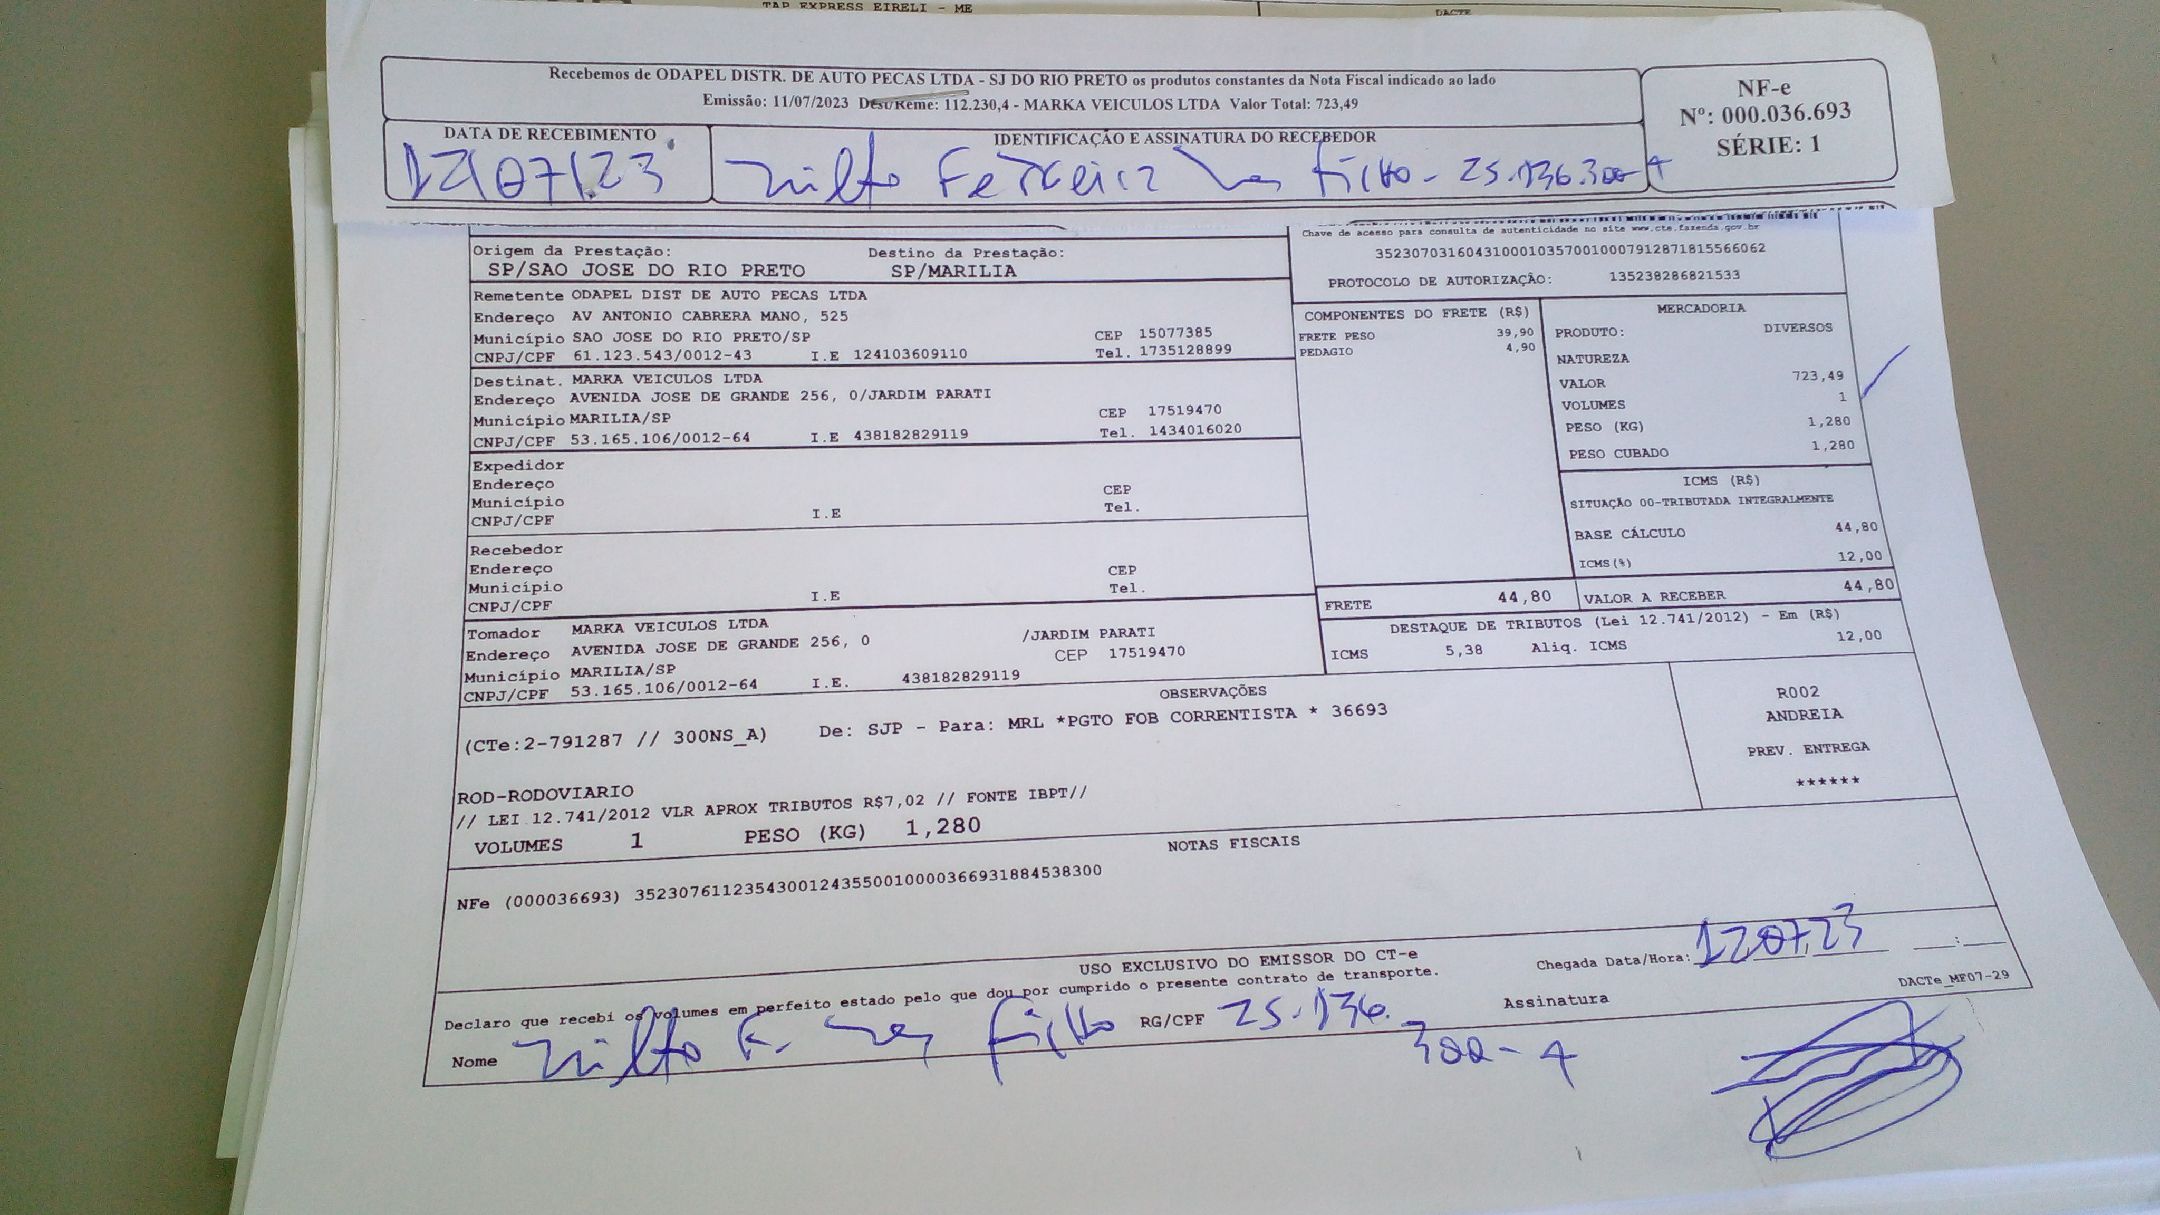 TAP EXPRESS EIRELI - ME
DACTE
Recebemos de ODAPEL DISTR. DE AUTO PECAS LTDA - SJ DO RIO PRETO os produtos constantes da Nota Fiscal indicado ao lado
Emissão: 11/07/2023 Dest/Reme: 112.230,4 - MARKA VEICULOS LTDA Valor Total: 723,49
NF-e
Nº: 000.036.693
SÉRIE: 1
DATA DE RECEBIMENTO
12/07/23
IDENTIFICAÇÃO E ASSINATURA DO RECEBEDOR
Nilto Ferreira Filho - 25.136.300-4
Origem da Prestação: Destino da Prestação:
SP/SAO JOSE DO RIO PRETO SP/MARILIA
Chave de acesso para consulta de autenticidade no site www.cte.fazenda.gov.br
35230703160431000103570010007912871815566062
PROTOCOLO DE AUTORIZAÇÃO: 135238286821533
Remetente ODAPEL DIST DE AUTO PECAS LTDA
Endereço AV ANTONIO CABRERA MANO, 525
Município SAO JOSE DO RIO PRETO/SP CEP 15077385
CNPJ/CPF 61.123.543/0012-43 I.E 124103609110 Tel. 1735128899
Destinat. MARKA VEICULOS LTDA
Endereço AVENIDA JOSE DE GRANDE 256, 0/JARDIM PARATI
Município MARILIA/SP CEP 17519470
CNPJ/CPF 53.165.106/0012-64 I.E 438182829119 Tel. 1434016020
Expedidor
Endereço
Município CEP
CNPJ/CPF I.E Tel.
Recebedor
Endereço
Município CEP
CNPJ/CPF I.E Tel.
Tomador MARKA VEICULOS LTDA
Endereço AVENIDA JOSE DE GRANDE 256, 0 /JARDIM PARATI
Município MARILIA/SP CEP 17519470
CNPJ/CPF 53.165.106/0012-64 I.E. 438182829119
COMPONENTES DO FRETE (R$)
FRETE PESO 39,90
PEDAGIO 4,90
MERCADORIA
PRODUTO: DIVERSOS
NATUREZA
VALOR 723,49
VOLUMES 1
PESO (KG) 1,280
PESO CUBADO 1,280
ICMS (R$)
SITUAÇÃO 00-TRIBUTADA INTEGRALMENTE
BASE CÁLCULO 44,80
ICMS(%) 12,00
FRETE 44,80 VALOR A RECEBER 44,80
DESTAQUE DE TRIBUTOS (Lei 12.741/2012) - Em (R$)
ICMS 5,38 Aliq. ICMS 12,00
OBSERVAÇÕES
(CTe:2-791287 // 300NS_A) De: SJP - Para: MRL *PGTO FOB CORRENTISTA * 36693
R002
ANDREIA
PREV. ENTREGA
******
ROD-RODOVIARIO
// LEI 12.741/2012 VLR APROX TRIBUTOS R$7,02 // FONTE IBPT//
VOLUMES 1 PESO (KG) 1,280
NOTAS FISCAIS
NFe (000036693) 35230761123543001243550010000366931884538300
USO EXCLUSIVO DO EMISSOR DO CT-e
Declaro que recebi os volumes em perfeito estado pelo que dou por cumprido o presente contrato de transporte.
Chegada Data/Hora: 12 07 23 __:__
DACTe_MF07-29
Nome Nilto F. Filho RG/CPF 25.136.300-4 Assinatura